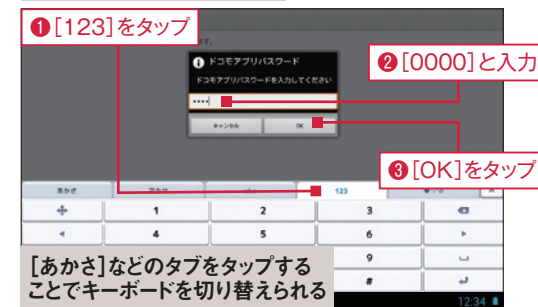 ❶[123]をタップ
ます。
ドコモアプリパスワード
❷[0000]と入力
ドコモアプリパスワードを入力してください
••••
キャンセル OK
❸[OK]をタップ
あかさ abc 123
1 2 3
4 5 6
9
[あかさ]などのタブをタップする
ことでキーボードを切り替えられる
#
12:34